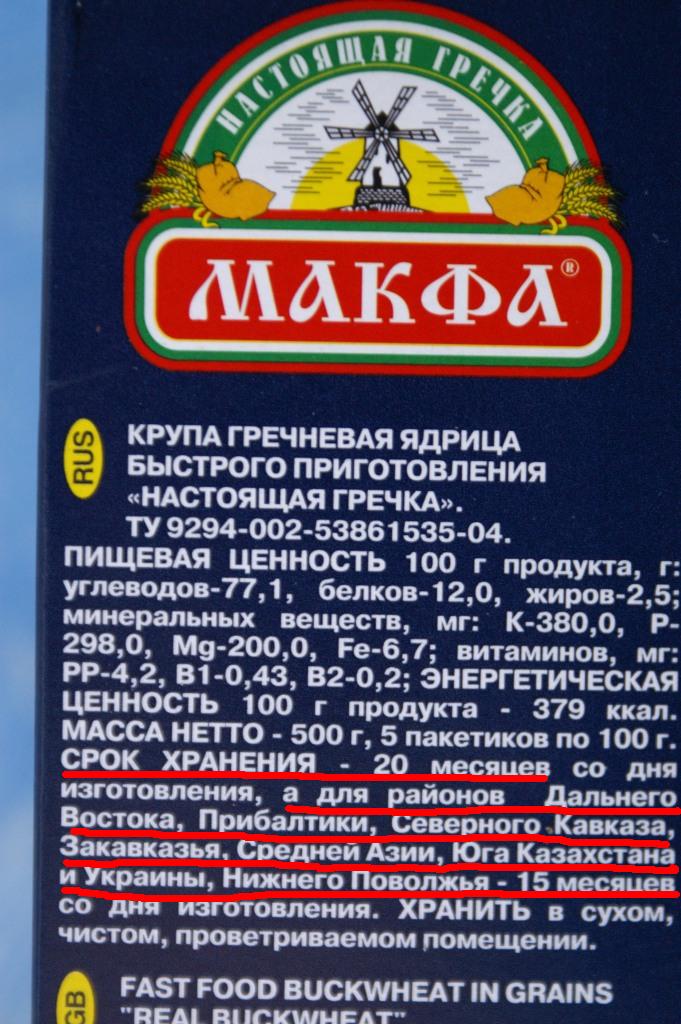 НАСТОЯЩАЯ ГРЕЧКА
МАКФА®
RUS
КРУПА ГРЕЧНЕВАЯ ЯДРИЦА
БЫСТРОГО ПРИГОТОВЛЕНИЯ
«НАСТОЯЩАЯ ГРЕЧКА».
ТУ 9294-002-53861535-04.
ПИЩЕВАЯ ЦЕННОСТЬ 100 г продукта, г:
углеводов-77,1, белков-12,0, жиров-2,5;
минеральных веществ, мг: К-380,0, Р-
298,0, Mg-200,0, Fe-6,7; витаминов, мг:
РР-4,2, В1-0,43, В2-0,2; ЭНЕРГЕТИЧЕСКАЯ
ЦЕННОСТЬ 100 г продукта - 379 ккал.
МАССА НЕТТО - 500 г, 5 пакетиков по 100 г.
СРОК ХРАНЕНИЯ - 20 месяцев со дня
изготовления, а для районов Дальнего
Востока, Прибалтики, Северного Кавказа,
Закавказья, Средней Азии, Юга Казахстана
и Украины, Нижнего Поволжья - 15 месяцев
со дня изготовления. ХРАНИТЬ в сухом,
чистом, проветриваемом помещении.
GB
FAST FOOD BUCKWHEAT IN GRAINS
"REAL BUCKWHEAT"